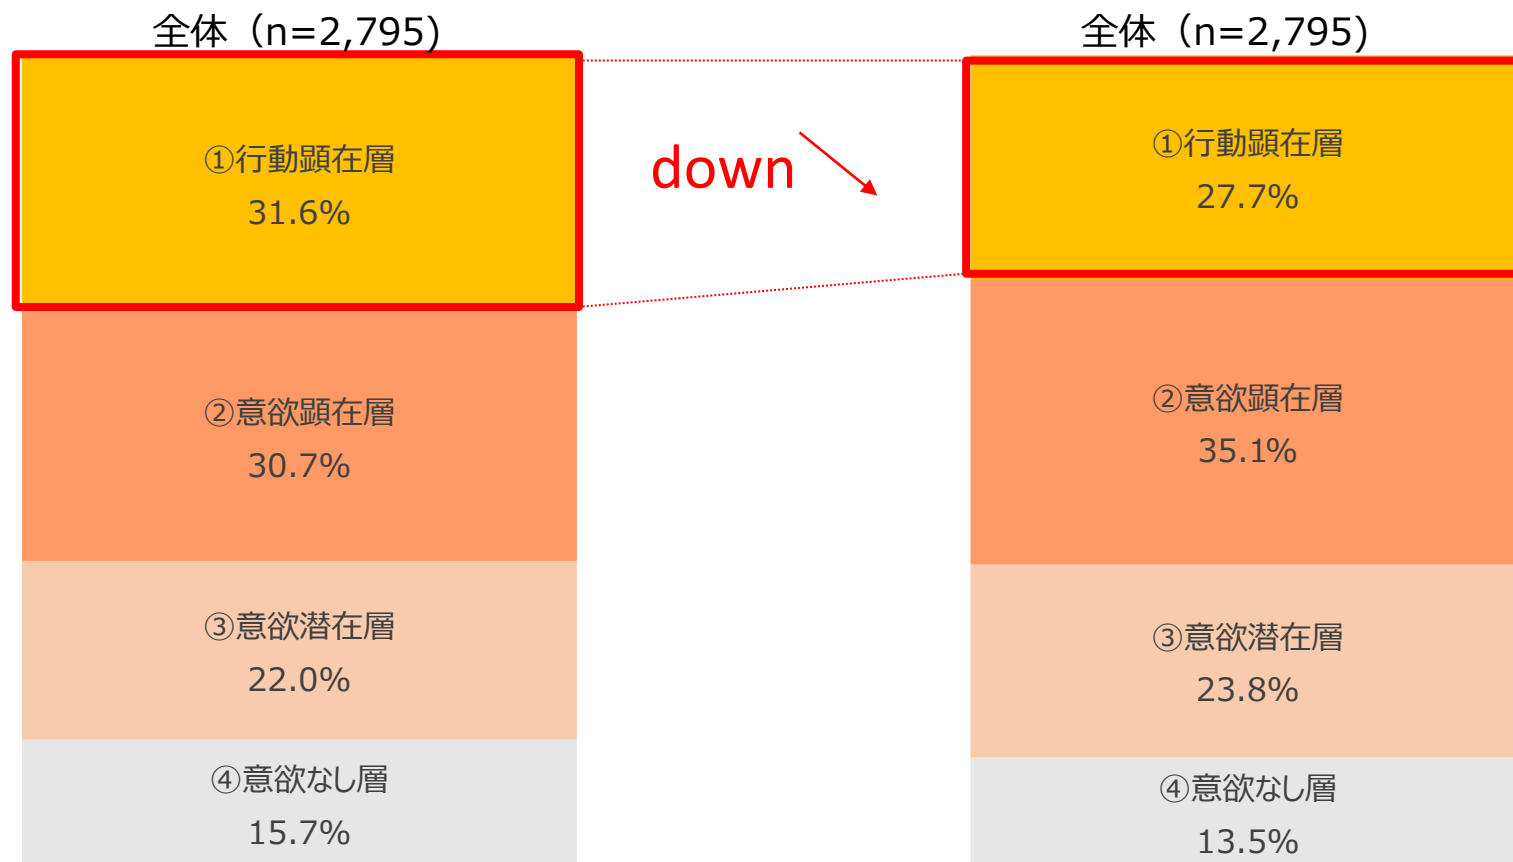 全体（n=2,795)
①行動顕在層
31.6%
②意欲顕在層
30.7%
③意欲潜在層
22.0%
④意欲なし層
15.7%
down
全体（n=2,795)
①行動顕在層
27.7%
②意欲顕在層
35.1%
③意欲潜在層
23.8%
④意欲なし層
13.5%